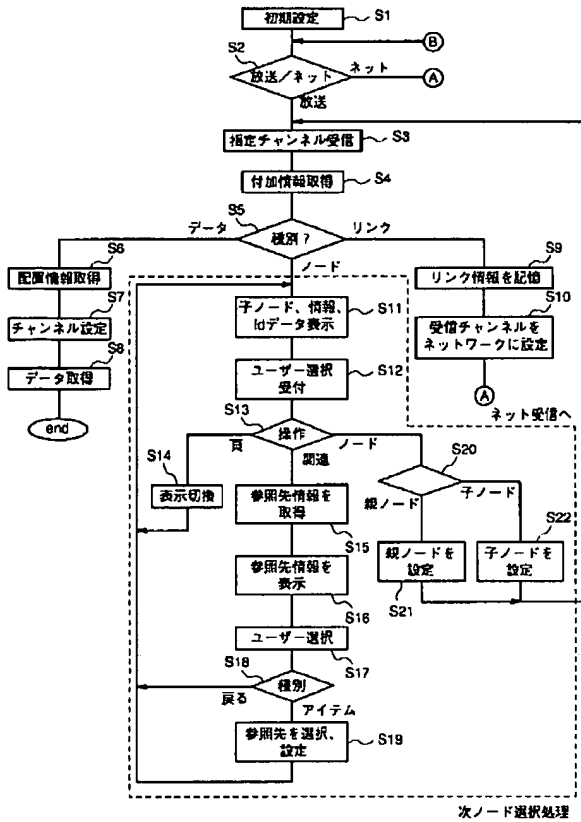 初期設定
S1
B
S2
放送／ネット
ネット
A
放送
指定チャンネル受信
S3
付加情報取得
S4
S5
種別？
データ
リンク
ノード
S6
配置情報取得
S7
チャンネル設定
S8
データ取得
end
S9
リンク情報を記憶
S10
受信チャンネルを
ネットワークに設定
A
ネット受信へ
子ノード、情報、
Idデータ表示
S11
ユーザー選択
受付
S12
S13
操作
頁
ノード
関連
S14
表示切換
参照先情報を
取得
S15
参照先情報を
表示
S16
ユーザー選択
S17
S18
種別
戻る
アイテム
参照先を選択、
設定
S19
S20
親ノード
子ノード
親ノードを
設定
S21
子ノードを
設定
S22
次ノード選択処理